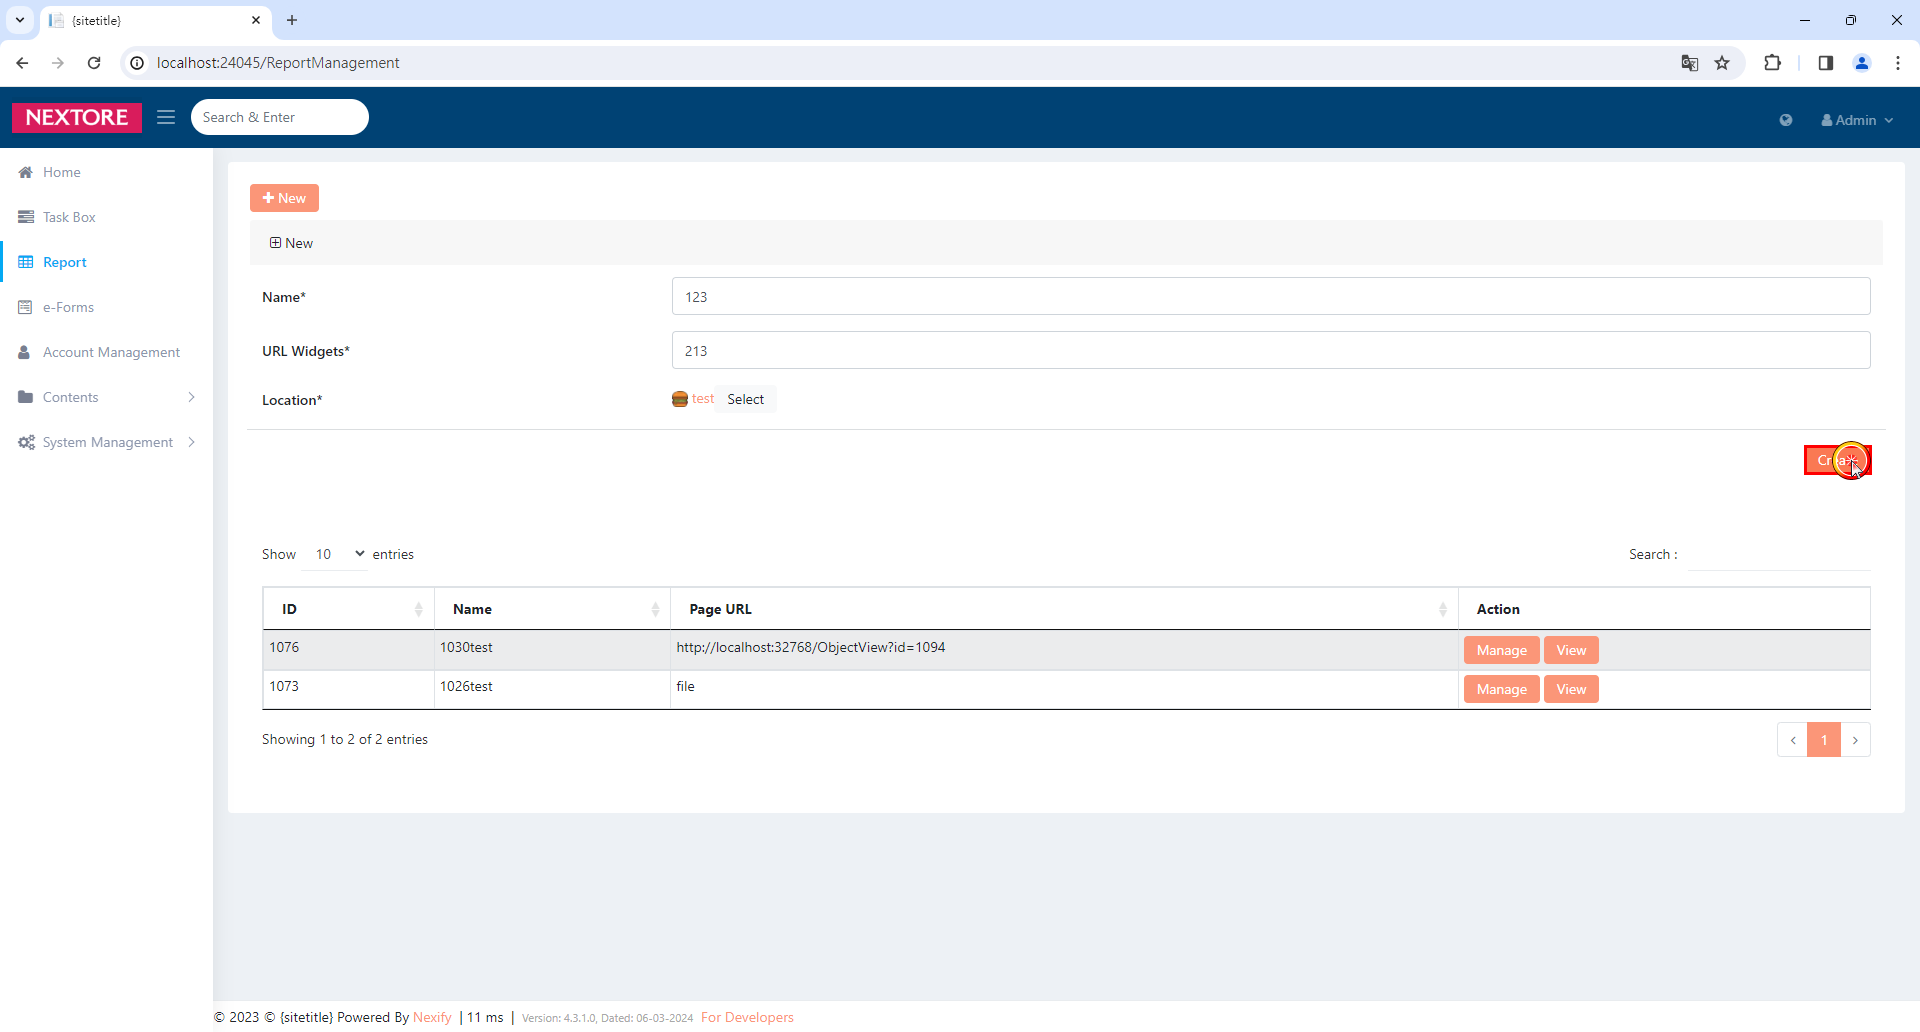 {sitetitle}
localhost:24045/ReportManagement
NEXTORE
Search & Enter
Admin
Home
Task Box
Report
e-Forms
Account Management
Contents
System Management
New
New
Name*
123
URL Widgets*
213
Location*
test
Select
Show 10 entries
Search :
ID Name Page URL Action
1076 1030test http://localhost:32768/ObjectView?id=1094 Manage View
1073 1026test file Manage View
Showing 1 to 2 of 2 entries
1
© 2023 © {sitetitle} Powered By Nexify | 11 ms | Version: 4.3.1.0, Dated: 06-03-2024 For Developers